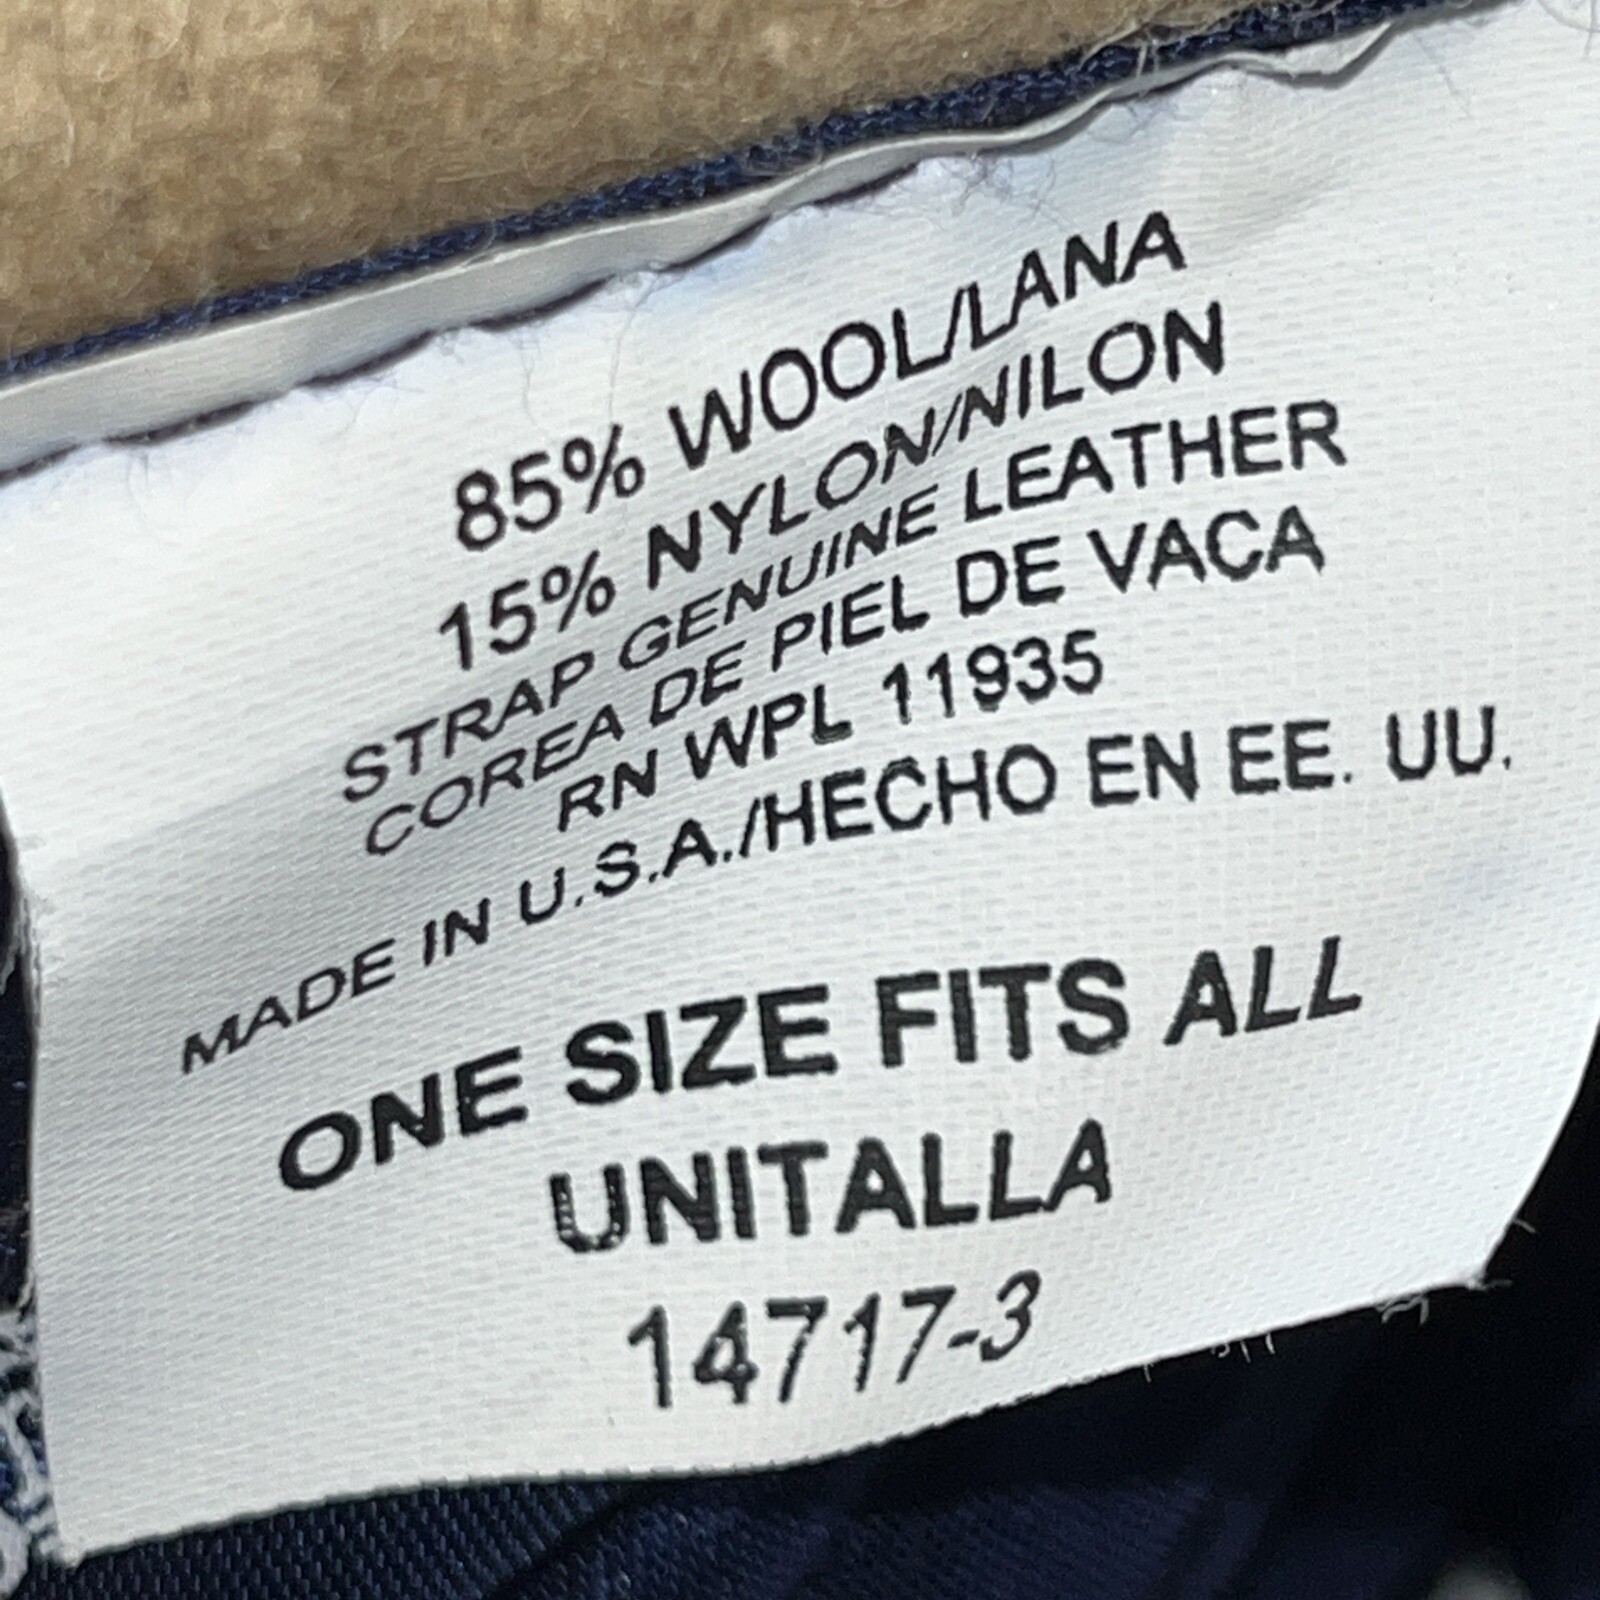 85% WOOL/LANA
15% NYLON/NILON
STRAP GENUINE LEATHER
COREA DE PIEL DE VACA
RN WPL 11935
MADE IN U.S.A./HECHO EN EE. UU.
ONE SIZE FITS ALL
UNITALLA
14717-3